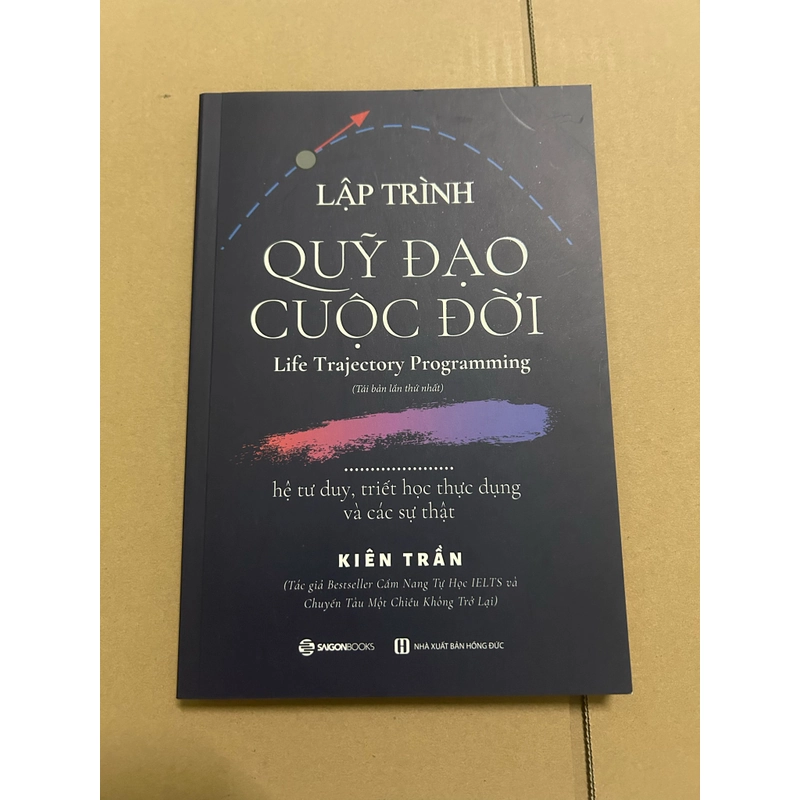 LẬP TRÌNH
QUỸ ĐẠO
CUỘC ĐỜI
Life Trajectory Programming
(Tái bản lần thứ nhất)
hệ tư duy, triết học thực dụng
và các sự thật
KIÊN TRẦN
(Tác giả Bestseller Cẩm Nang Tự Học IELTS và
Chuyến Tàu Một Chiều Không Trở Lại)
SAIGONBOOKS NHÀ XUẤT BẢN HỒNG ĐỨC